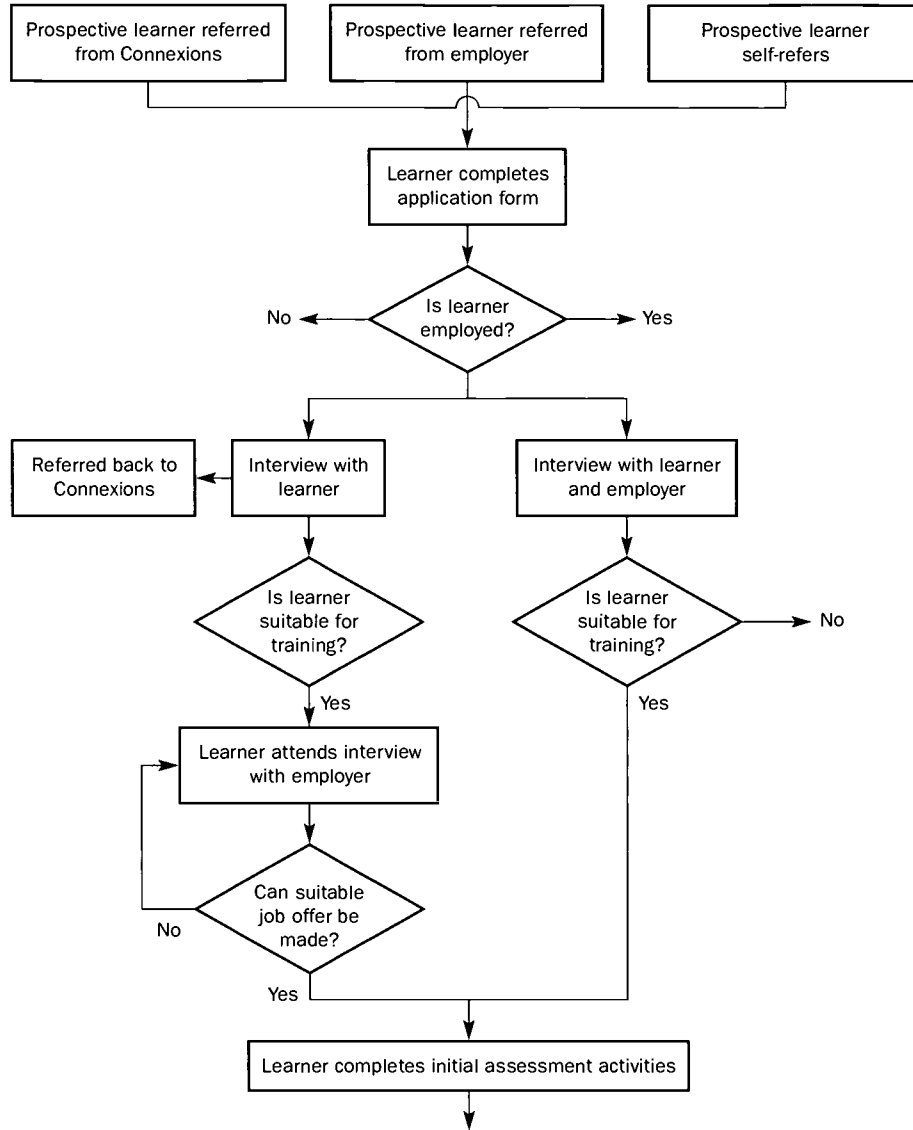 Prospective learner referred
from Connexions
Prospective learner referred
from employer
Prospective learner
self-refers
Learner completes
application form
Is learner
employed?
No
Yes
Referred back to
Connexions
Interview with
learner
Interview with learner
and employer
Is learner
suitable for
training?
Is learner
suitable for
training?
No
Yes
Yes
Learner attends interview
with employer
Can suitable
job offer be
made?
No
Yes
Learner completes initial assessment activities